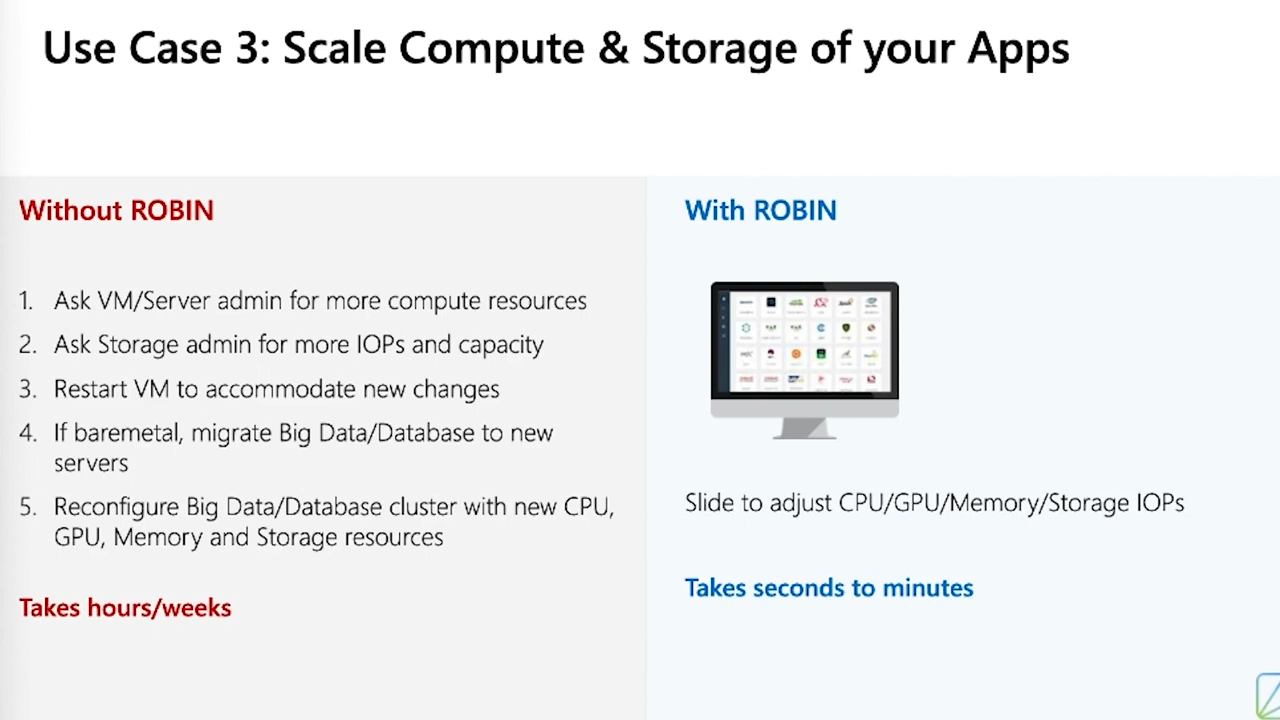 Use Case 3: Scale Compute & Storage of your Apps
Without ROBIN
1. Ask VM/Server admin for more compute resources
2. Ask Storage admin for more IOPs and capacity
3. Restart VM to accommodate new changes
4. If baremetal, migrate Big Data/Database to new
servers
5. Reconfigure Big Data/Database cluster with new CPU,
GPU, Memory and Storage resources
Takes hours/weeks
With ROBIN
Slide to adjust CPU/GPU/Memory/Storage IOPs
Takes seconds to minutes